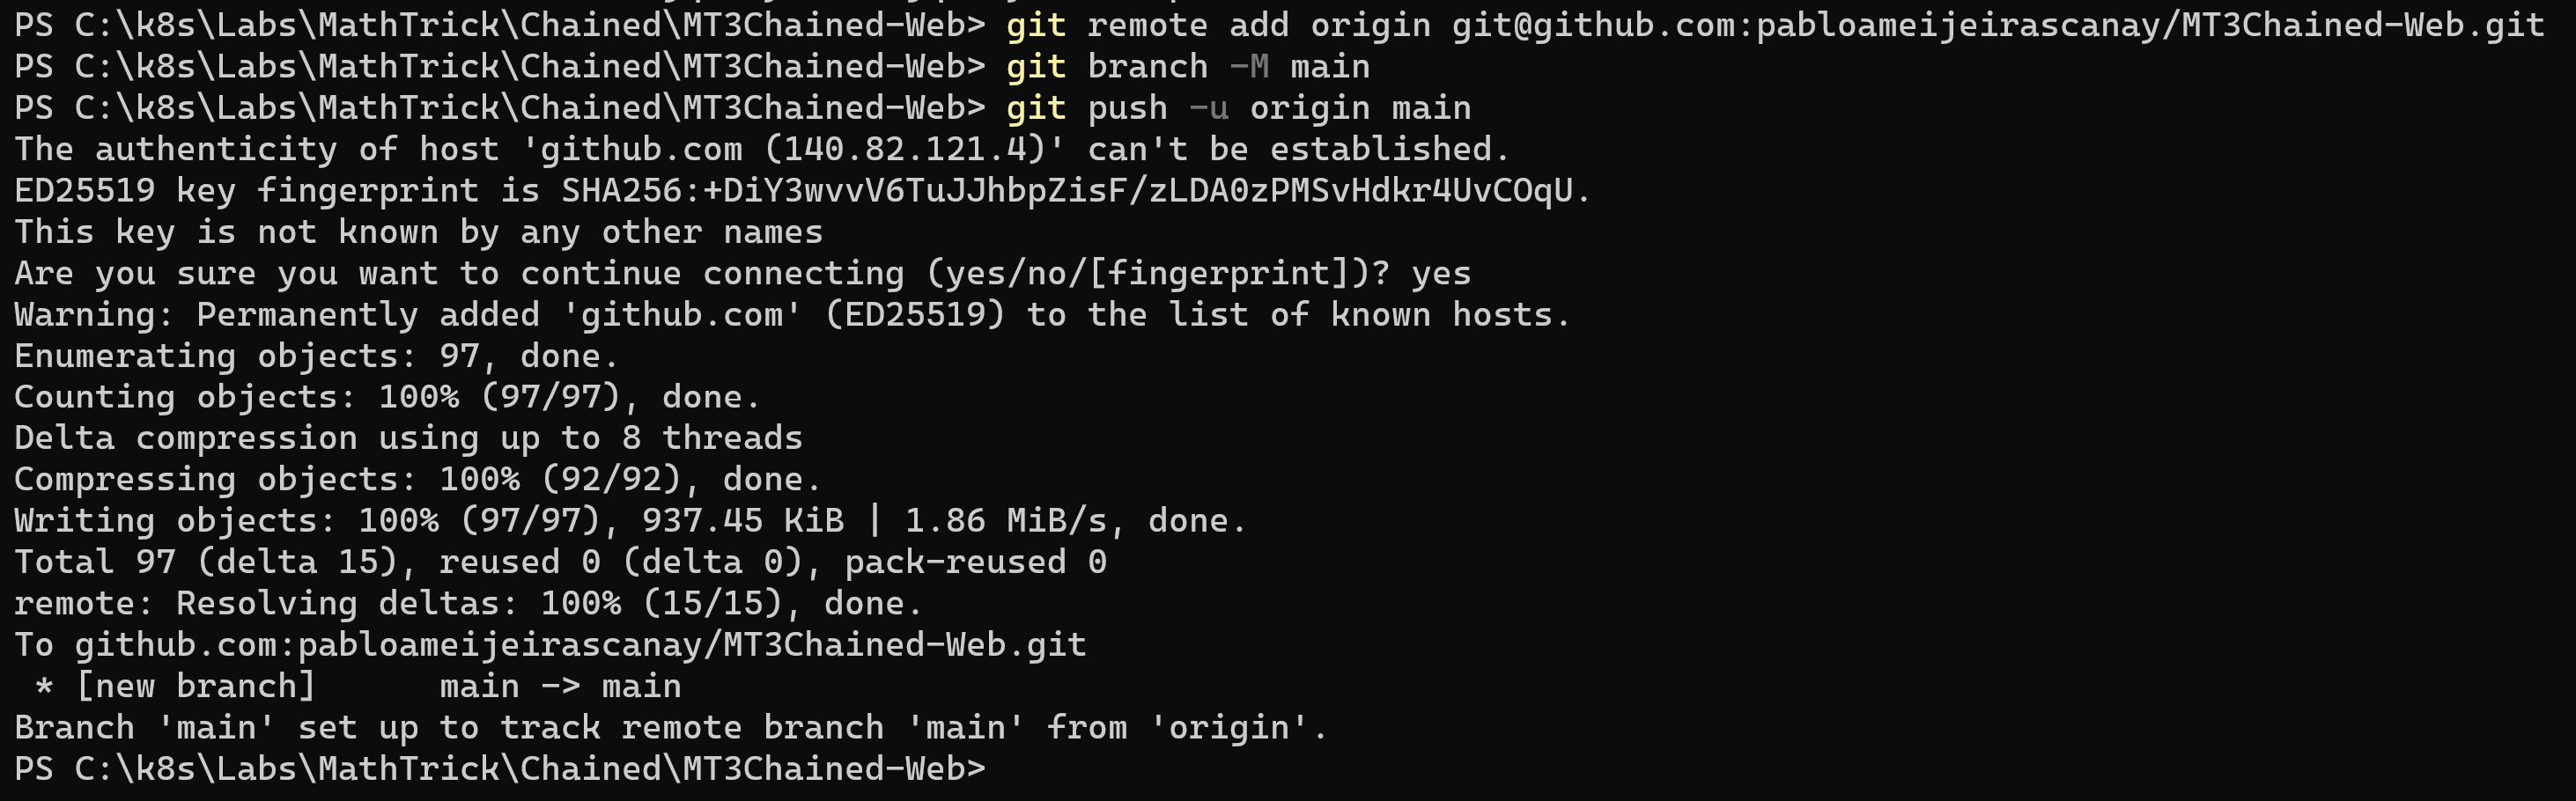 PS C:\k8s\Labs\MathTrick\Chained\MT3Chained-Web> git remote add origin git@github.com:pabloameijeirascanay/MT3Chained-Web.git
PS C:\k8s\Labs\MathTrick\Chained\MT3Chained-Web> git branch -M main
PS C:\k8s\Labs\MathTrick\Chained\MT3Chained-Web> git push -u origin main
The authenticity of host 'github.com (140.82.121.4)' can't be established.
ED25519 key fingerprint is SHA256:+DiY3wvvV6TuJJhbpZisF/zLDA0zPMSvHdkr4UvCOqU.
This key is not known by any other names
Are you sure you want to continue connecting (yes/no/[fingerprint])? yes
Warning: Permanently added 'github.com' (ED25519) to the list of known hosts.
Enumerating objects: 97, done.
Counting objects: 100% (97/97), done.
Delta compression using up to 8 threads
Compressing objects: 100% (92/92), done.
Writing objects: 100% (97/97), 937.45 KiB | 1.86 MiB/s, done.
Total 97 (delta 15), reused 0 (delta 0), pack-reused 0
remote: Resolving deltas: 100% (15/15), done.
To github.com:pabloameijeirascanay/MT3Chained-Web.git
 * [new branch]      main -> main
Branch 'main' set up to track remote branch 'main' from 'origin'.
PS C:\k8s\Labs\MathTrick\Chained\MT3Chained-Web>